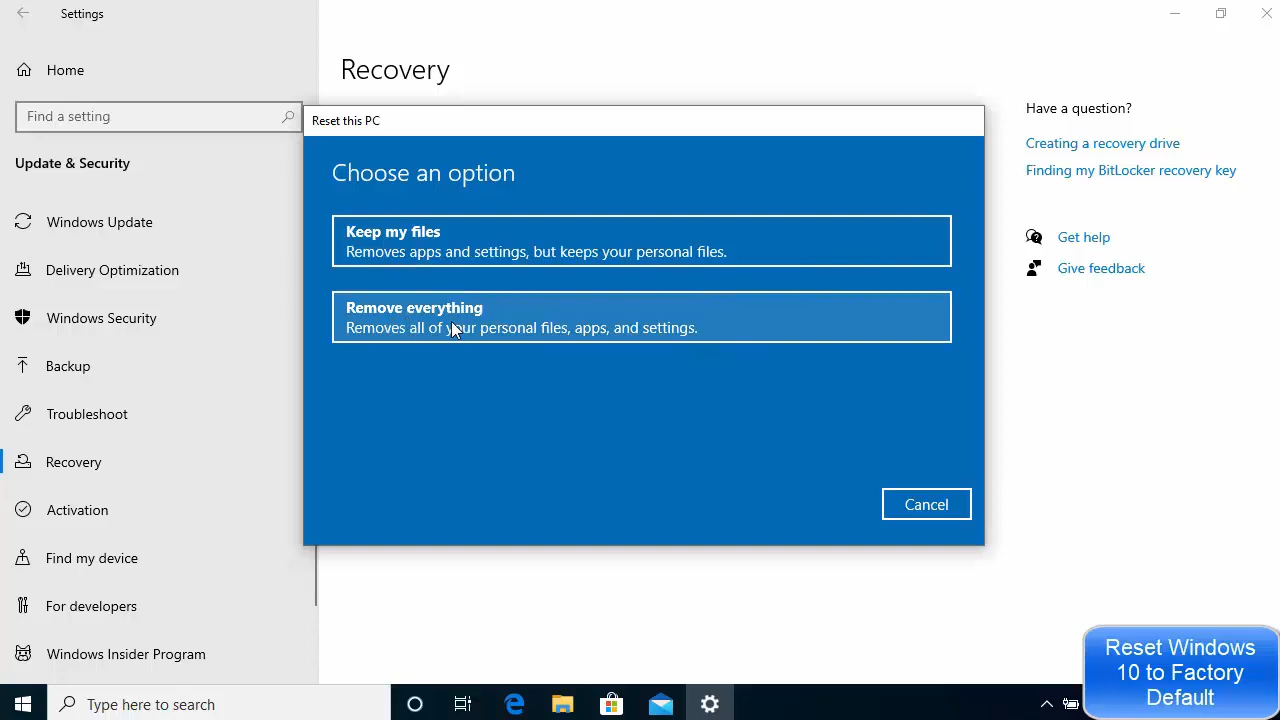 Settings
Home
Find a setting
Update & Security
Windows Update
Delivery Optimization
Windows Security
Backup
Troubleshoot
Recovery
Activation
Find my device
For developers
Windows Insider Program
Recovery
Reset this PC
Choose an option
Keep my files
Removes apps and settings, but keeps your personal files.
Remove everything
Removes all of your personal files, apps, and settings.
Cancel
Have a question?
Creating a recovery drive
Finding my BitLocker recovery key
Get help
Give feedback
Type here to search
Reset Windows
10 to Factory
Default